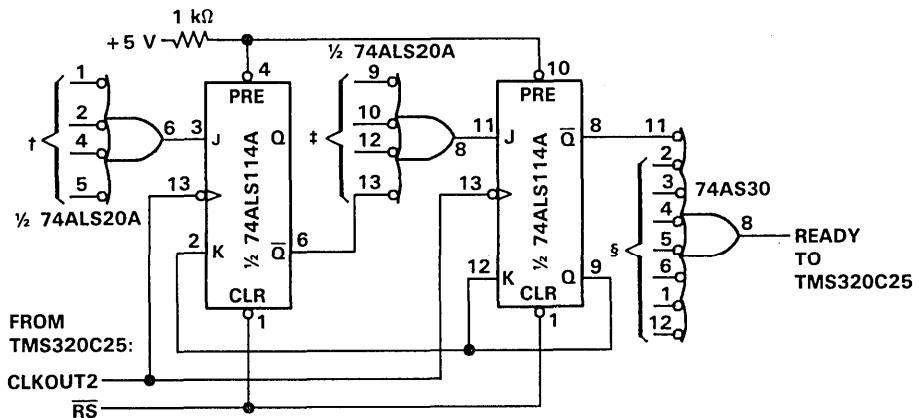 1 kΩ
+5 V
½ 74ALS20A
†
1
2
4
5
6
½ 74ALS20A
4
PRE
3
J
Q
13
2
K
Q̅
6
½ 74ALS114A
CLR
1
‡
9
10
12
13
8
11
10
PRE
J
Q̅
8
13
12
K
Q
9
½ 74ALS114A
CLR
1
§
11
2
3
4
5
6
1
12
74AS30
8
READY
TO
TMS320C25
FROM
TMS320C25:
CLKOUT2
R̅S̅